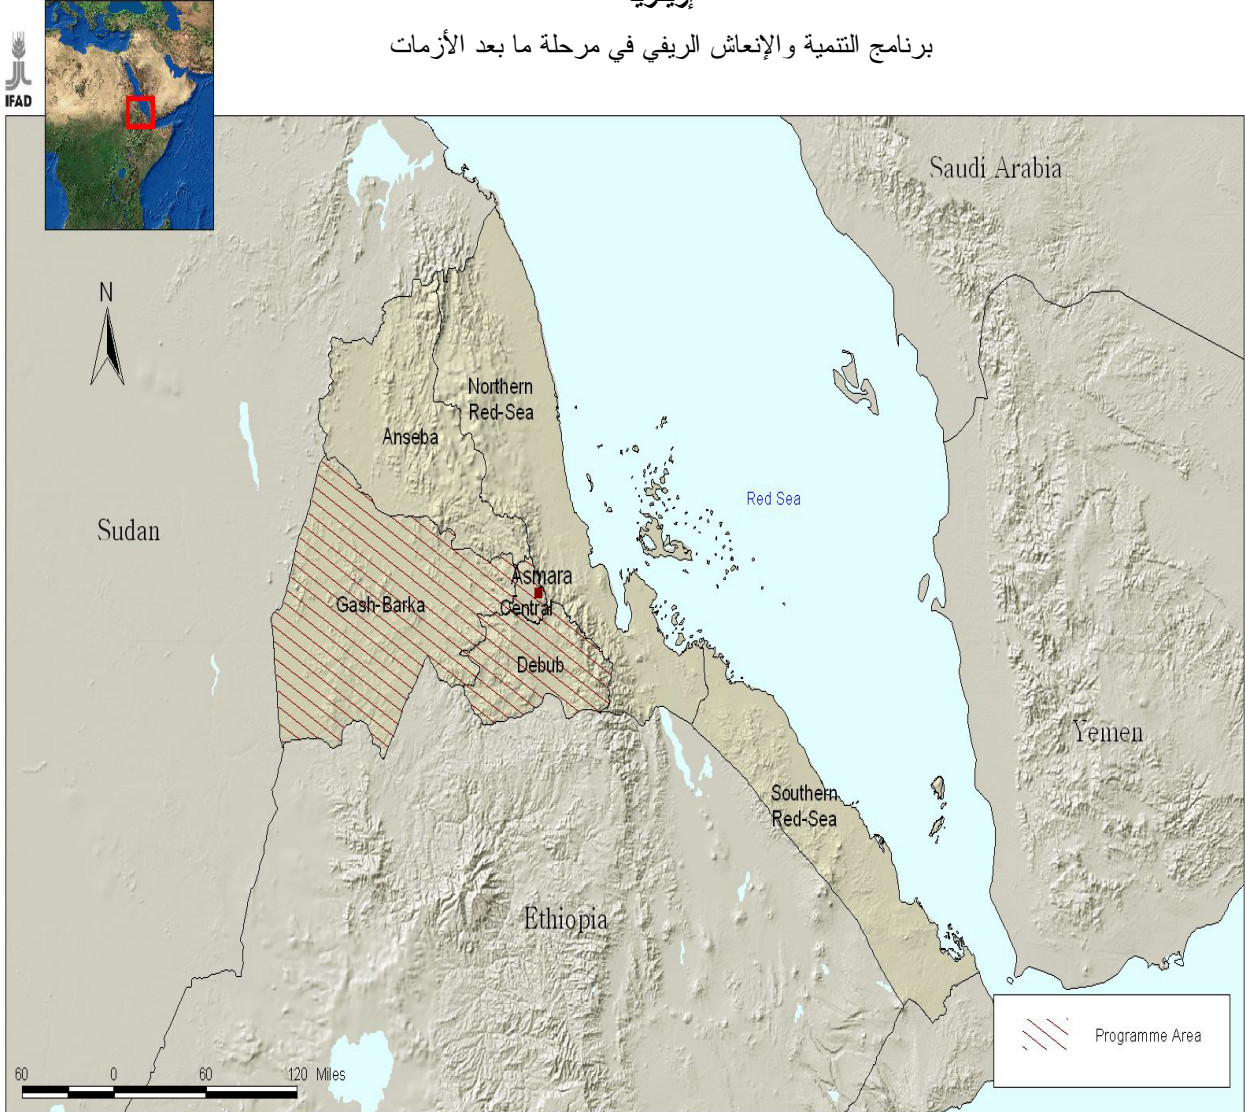 برنامج التنمية والإنعاش الريفي في مرحلة ما بعد الأزمات
IFAD
Saudi Arabia
N
Northern
Red-Sea
Anseba
Red Sea
Sudan
Asmara
Gash-Barka
Central
Debub
Yemen
Southern
Red-Sea
Ethiopia
Programme Area
60 0 60 120 Miles